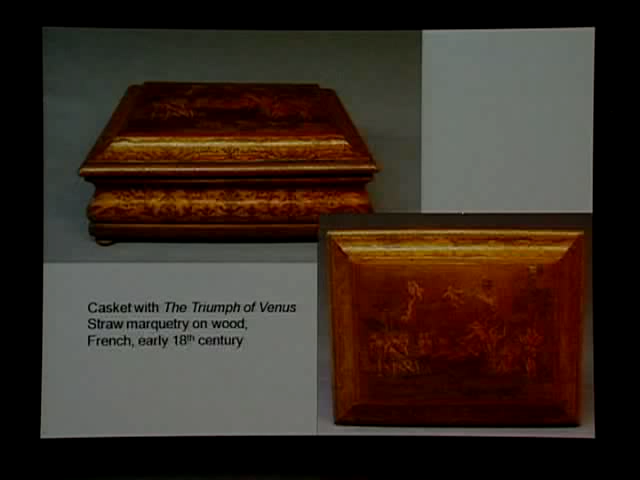 Casket with The Triumph of Venus
Straw marquetry on wood,
French, early 18th century